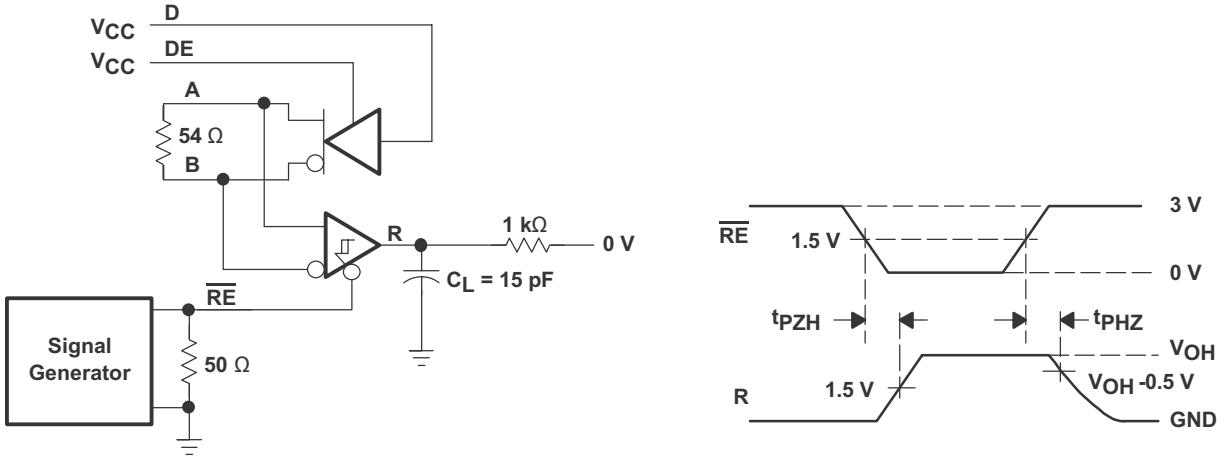 D
VCC
DE
VCC
A
54 Ω
B
R
1 kΩ
0 V
CL = 15 pF
RE
Signal
Generator
50 Ω
3 V
RE
1.5 V
0 V
tPZH
tPHZ
VOH
1.5 V
VOH -0.5 V
R
GND